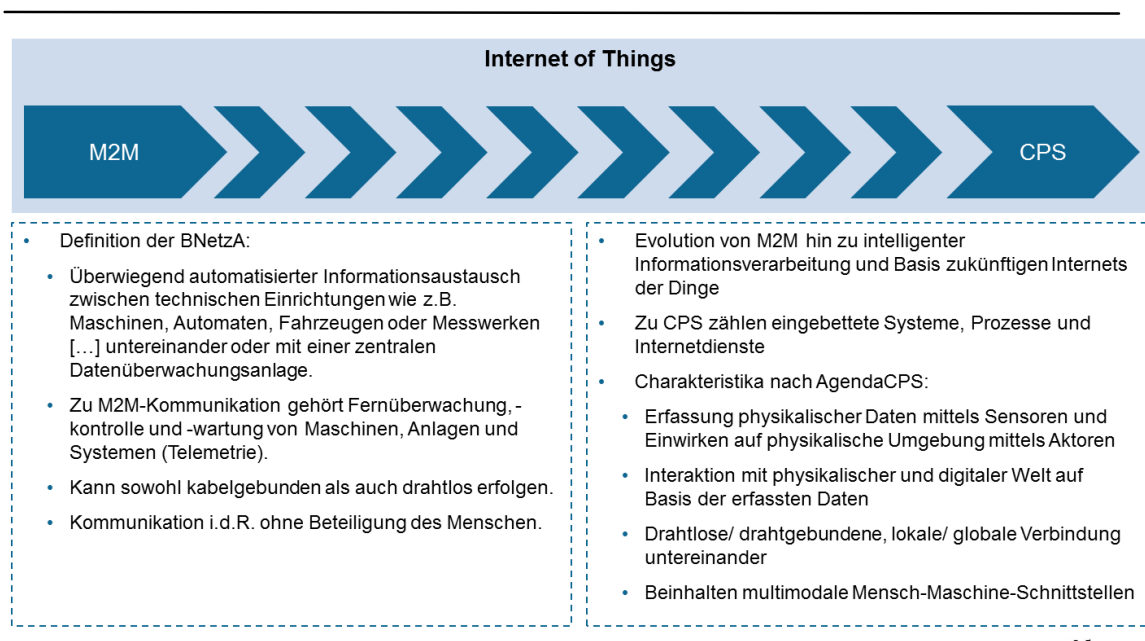 Internet of Things
M2M
CPS
• Definition der BNetzA:
• Überwiegend automatisierter Informationsaustausch
zwischen technischen Einrichtungen wie z.B.
Maschinen, Automaten, Fahrzeugen oder Messwerken
[…] untereinander oder mit einer zentralen
Datenüberwachungsanlage.
• Zu M2M-Kommunikation gehört Fernüberwachung, -
kontrolle und -wartung von Maschinen, Anlagen und
Systemen (Telemetrie).
• Kann sowohl kabelgebunden als auch drahtlos erfolgen.
• Kommunikation i.d.R. ohne Beteiligung des Menschen.
• Evolution von M2M hin zu intelligenter
Informationsverarbeitung und Basis zukünftigen Internets
der Dinge
• Zu CPS zählen eingebettete Systeme, Prozesse und
Internetdienste
• Charakteristika nach AgendaCPS:
• Erfassung physikalischer Daten mittels Sensoren und
Einwirken auf physikalische Umgebung mittels Aktoren
• Interaktion mit physikalischer und digitaler Welt auf
Basis der erfassten Daten
• Drahtlose/ drahtgebundene, lokale/ globale Verbindung
untereinander
• Beinhalten multimodale Mensch-Maschine-Schnittstellen